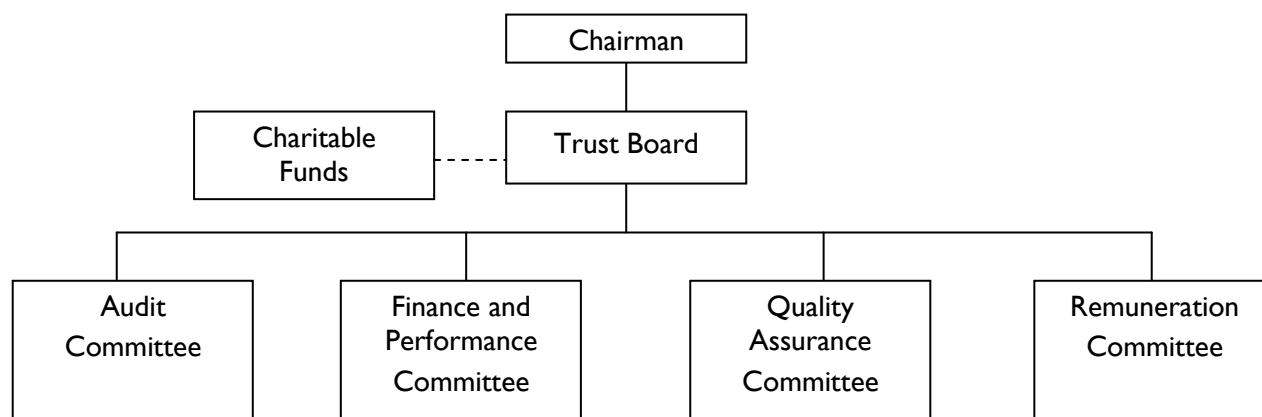 Chairman
Charitable
Funds
Trust Board
Audit
Committee
Finance and
Performance
Committee
Quality
Assurance
Committee
Remuneration
Committee